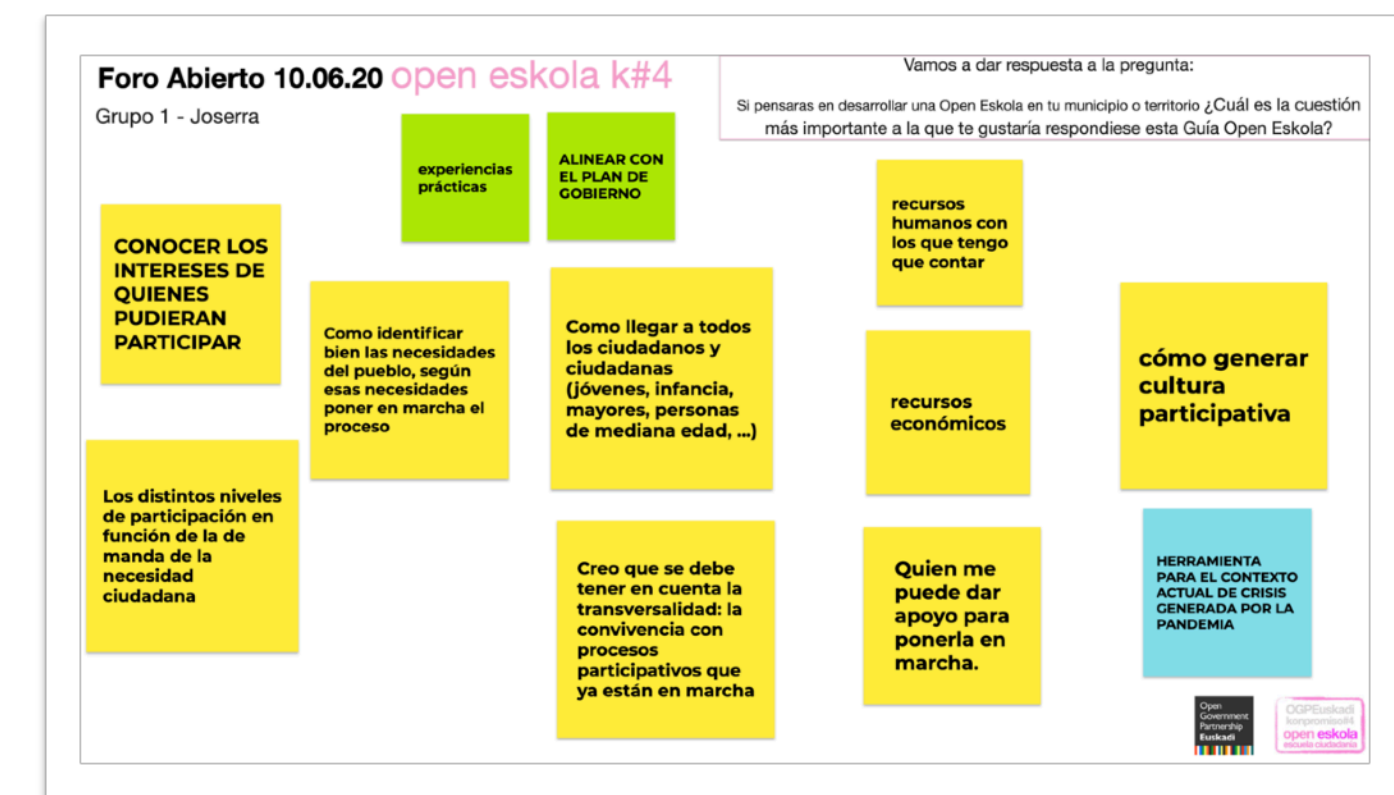 Foro Abierto 10.06.20 open eskola k#4
Grupo 1 - Joserra
Vamos a dar respuesta a la pregunta:
Si pensaras en desarrollar una Open Eskola en tu municipio o territorio ¿Cuál es la cuestión
más importante a la que te gustaría respondiese esta Guía Open Eskola?
experiencias
prácticas
ALINEAR CON
EL PLAN DE
GOBIERNO
CONOCER LOS
INTERESES DE
QUIENES
PUDIERAN
PARTICIPAR
Como identificar
bien las necesidades
del pueblo, según
esas necesidades
poner en marcha el
proceso
Como llegar a todos
los ciudadanos y
ciudadanas
(jóvenes, infancia,
mayores, personas
de mediana edad, ...)
recursos
humanos con
los que tengo
que contar
recursos
económicos
cómo generar
cultura
participativa
Los distintos niveles
de participación en
función de la de
manda de la
necesidad
ciudadana
Creo que se debe
tener en cuenta la
transversalidad: la
convivencia con
procesos
participativos que
ya están en marcha
Quien me
puede dar
apoyo para
ponerla en
marcha.
HERRAMIENTA
PARA EL CONTEXTO
ACTUAL DE CRISIS
GENERADA POR LA
PANDEMIA
Open
Government
Partnership
Euskadi
OGPEuskadi
konpromiso#4
open eskola
escuela ciudadanía